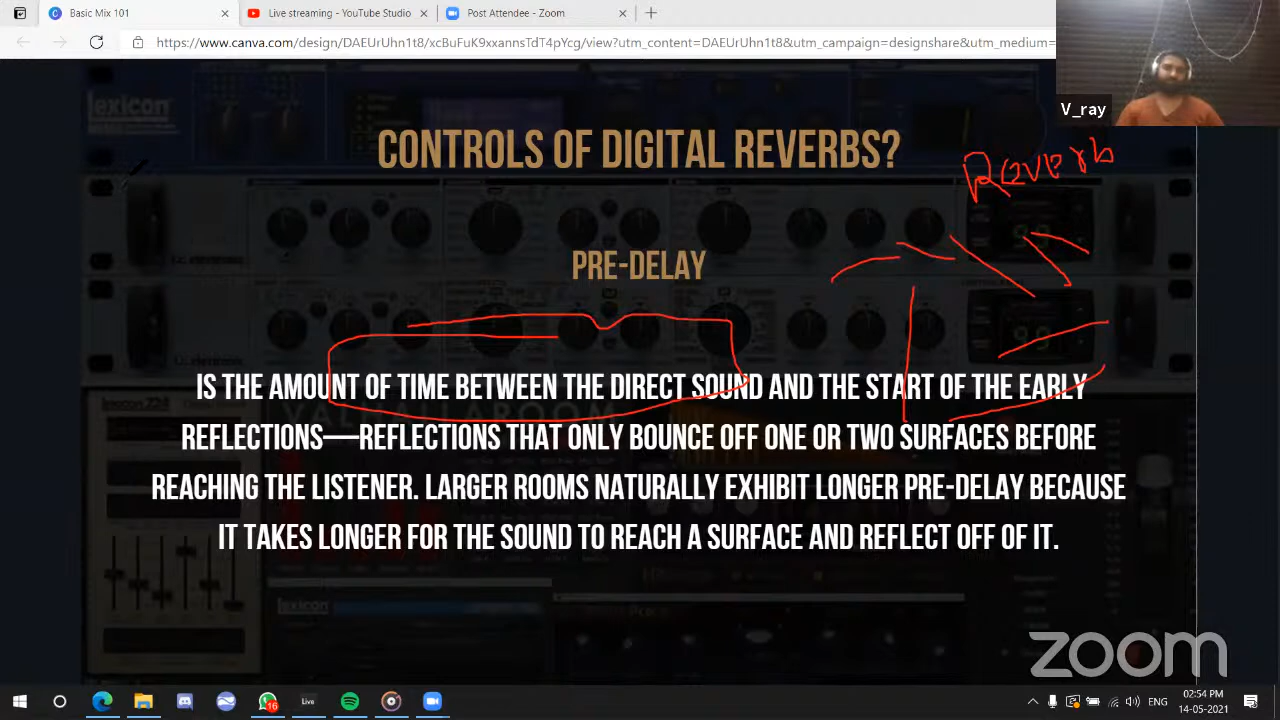 Basic Mix 101
Live streaming - YouTube Studio
Post Attendee - Zoom
https://www.canva.com/design/DAEUrUhn1t8/xcBuFuK9xxannsTdT4pYcg/view?utm_content=DAEUrUhn1t8&utm_campaign=designshare&utm_medium=
V_ray
lexicon
CONTROLS OF DIGITAL REVERBS?
Reverb
PRE-DELAY
IS THE AMOUNT OF TIME BETWEEN THE DIRECT SOUND AND THE START OF THE EARLY
REFLECTIONS—REFLECTIONS THAT ONLY BOUNCE OFF ONE OR TWO SURFACES BEFORE
REACHING THE LISTENER. LARGER ROOMS NATURALLY EXHIBIT LONGER PRE-DELAY BECAUSE
IT TAKES LONGER FOR THE SOUND TO REACH A SURFACE AND REFLECT OFF OF IT.
lexicon
zoom
16
Live
ENG
02:54 PM
14-05-2021